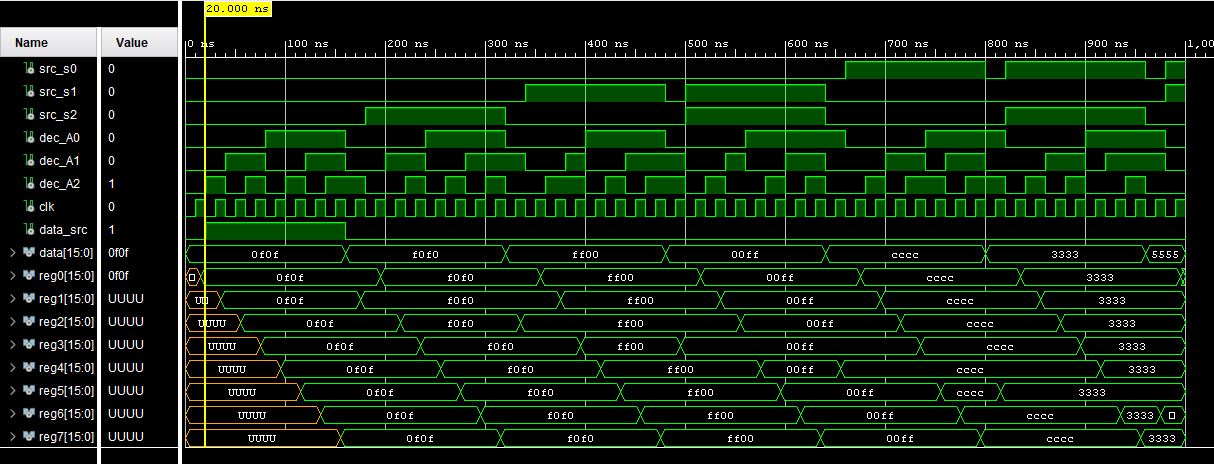 20.000 ns
Name Value 0 ns 100 ns 200 ns 300 ns 400 ns 500 ns 600 ns 700 ns 800 ns 900 ns 1,00
src_s0 0
src_s1 0
src_s2 0
dec_A0 0
dec_A1 0
dec_A2 1
clk 0
data_src 1
data[15:0] 0f0f 0f0f f0f0 ff00 00ff cccc 3333 5555
reg0[15:0] 0f0f 0f0f f0f0 ff00 00ff cccc 3333
reg1[15:0] UUUU UU 0f0f f0f0 ff00 00ff cccc 3333
reg2[15:0] UUUU UUUU 0f0f f0f0 ff00 00ff cccc 3333
reg3[15:0] UUUU UUUU 0f0f f0f0 ff00 00ff cccc 3333
reg4[15:0] UUUU UUUU 0f0f f0f0 ff00 00ff cccc 3333
reg5[15:0] UUUU UUUU 0f0f f0f0 ff00 00ff cccc 3333
reg6[15:0] UUUU UUUU 0f0f f0f0 ff00 00ff cccc 3333
reg7[15:0] UUUU UUUU 0f0f f0f0 ff00 00ff cccc 3333